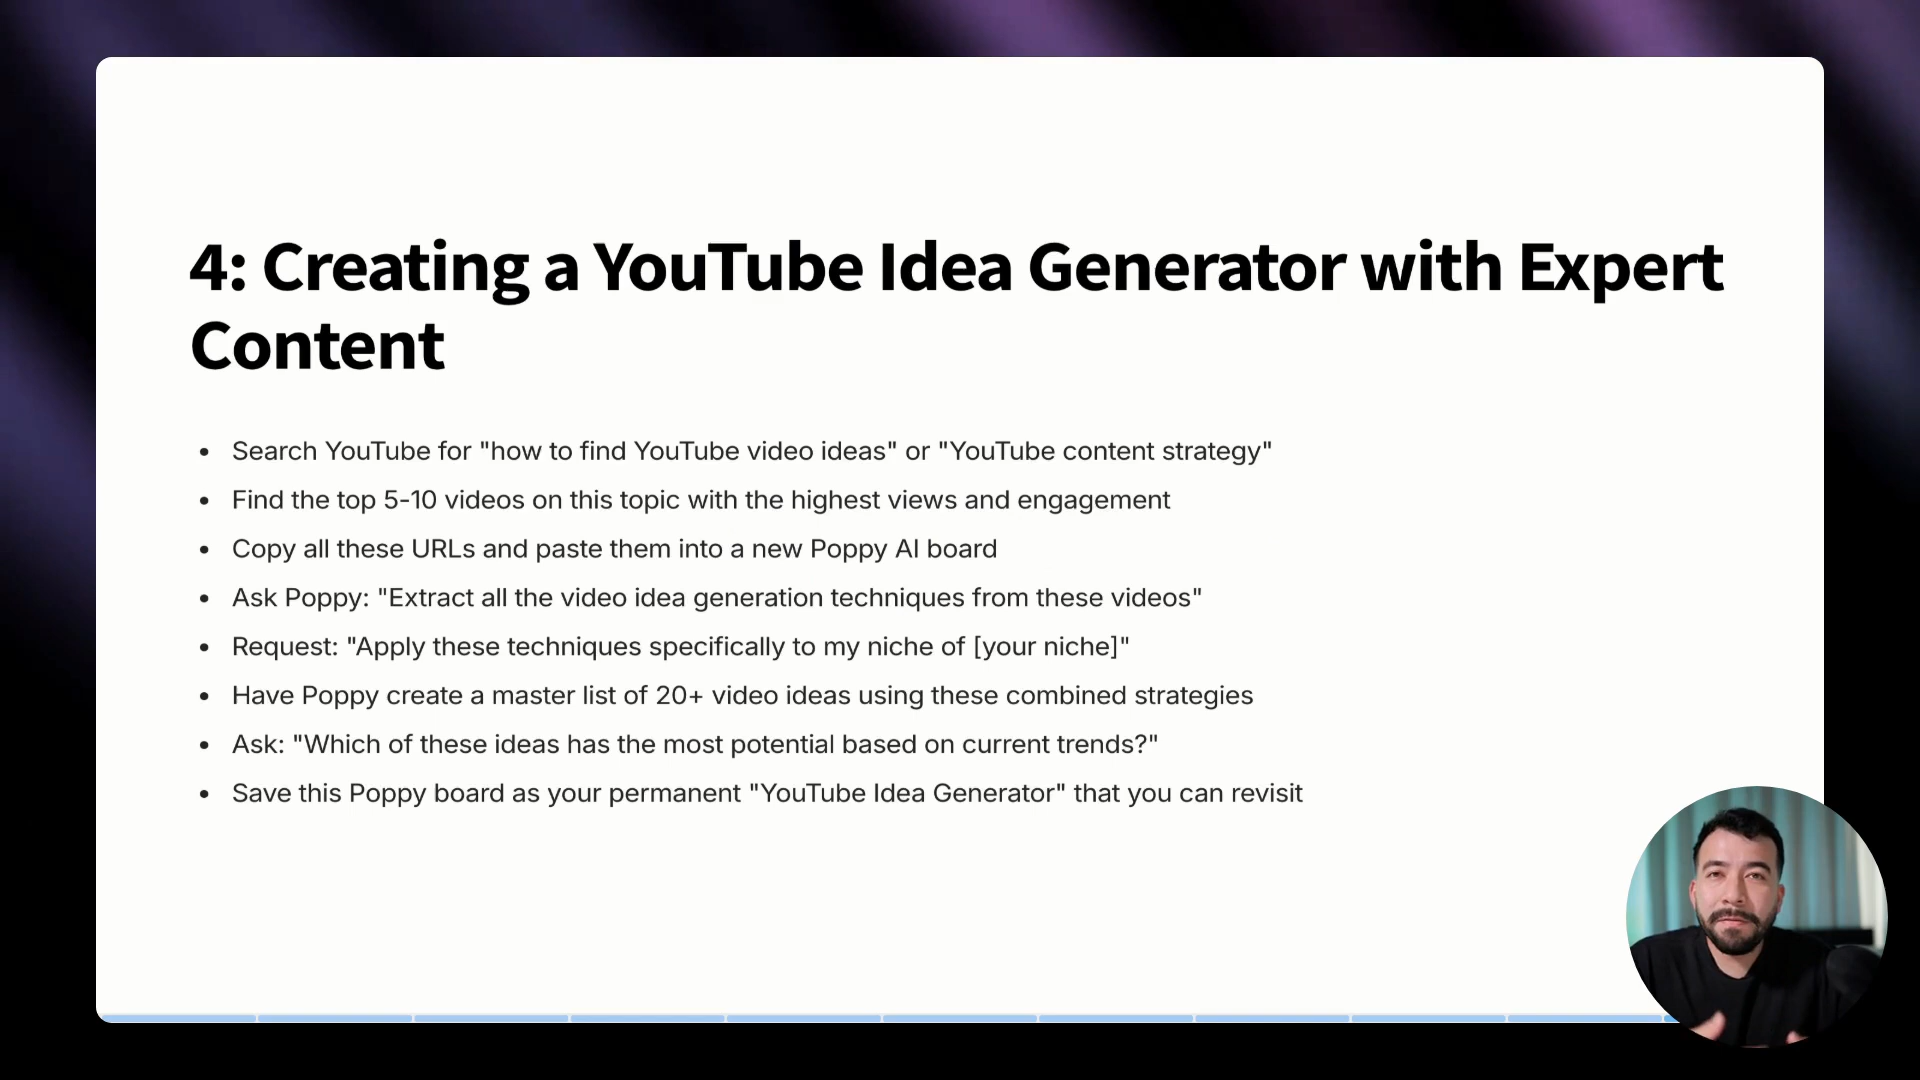 4: Creating a YouTube Idea Generator with Expert
Content
• Search YouTube for "how to find YouTube video ideas" or "YouTube content strategy"
• Find the top 5-10 videos on this topic with the highest views and engagement
• Copy all these URLs and paste them into a new Poppy AI board
• Ask Poppy: "Extract all the video idea generation techniques from these videos"
• Request: "Apply these techniques specifically to my niche of [your niche]"
• Have Poppy create a master list of 20+ video ideas using these combined strategies
• Ask: "Which of these ideas has the most potential based on current trends?"
• Save this Poppy board as your permanent "YouTube Idea Generator" that you can revisit